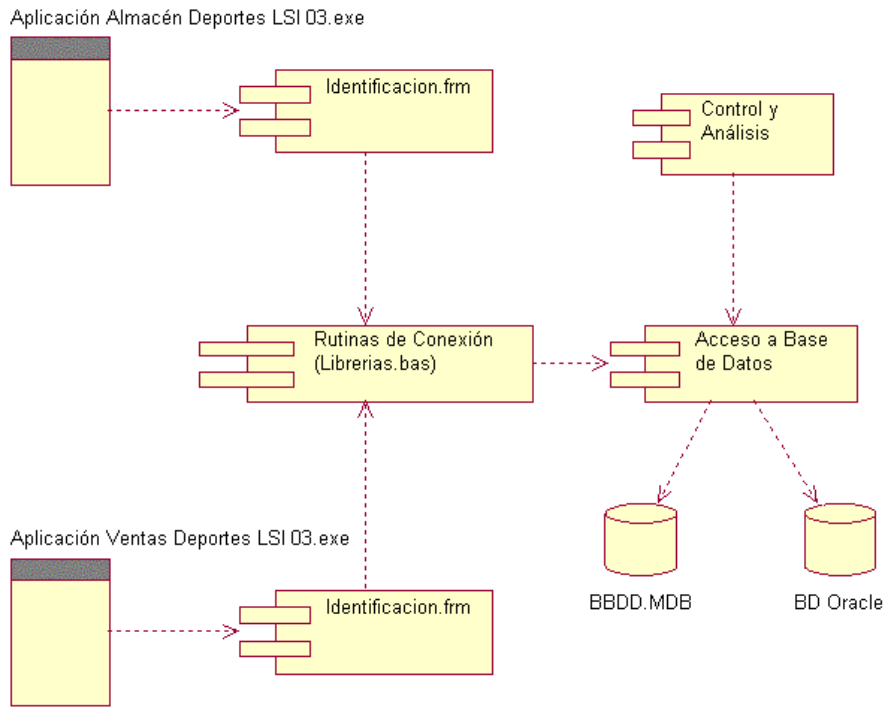 Aplicación Almacén Deportes LSI 03.exe
Identificacion.frm
Control y
Análisis
Rutinas de Conexión
(Librerias.bas)
Acceso a Base
de Datos
Aplicación Ventas Deportes LSI 03.exe
Identificacion.frm
BBDD.MDB
BD Oracle